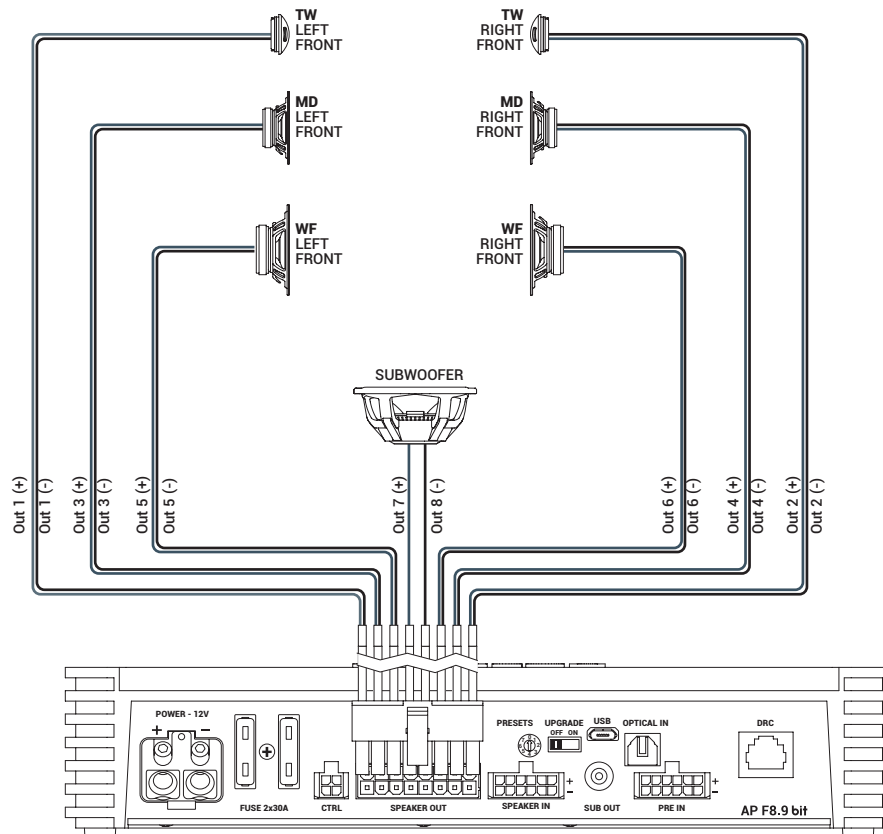 TW
LEFT
FRONT
TW
RIGHT
FRONT
MD
LEFT
FRONT
MD
RIGHT
FRONT
WF
LEFT
FRONT
WF
RIGHT
FRONT
SUBWOOFER
Out 1 (+)
Out 1 (-)
Out 3 (+)
Out 3 (-)
Out 5 (+)
Out 5 (-)
Out 7 (+)
Out 8 (-)
Out 6 (+)
Out 6 (-)
Out 4 (+)
Out 4 (-)
Out 2 (+)
Out 2 (-)
POWER - 12V
+ −
FUSE 2x30A
CTRL
SPEAKER OUT
PRESETS
UPGRADE
OFF ON
USB
OPTICAL IN
DRC
SPEAKER IN
+
−
SUB OUT
PRE IN
+
−
AP F8.9 bit